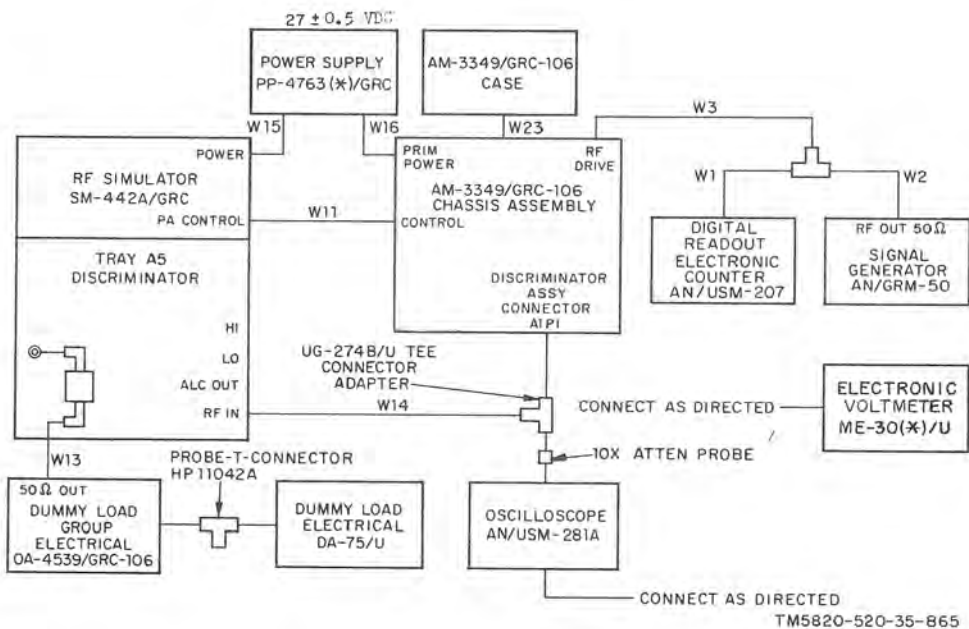 27 ± 0.5 VDC
POWER SUPPLY
PP-4763(*)/GRC
AM-3349/GRC-106
CASE
W15
W16
W23
W3
POWER
RF SIMULATOR
SM-442A/GRC
PA CONTROL
W11
PRIM
POWER
RF
DRIVE
AM-3349/GRC-106
CHASSIS ASSEMBLY
CONTROL
DISCRIMINATOR
ASSY
CONNECTOR
A1P1
W1
W2
DIGITAL
READOUT
ELECTRONIC
COUNTER
AN/USM-207
RF OUT 50Ω
SIGNAL
GENERATOR
AN/GRM-50
TRAY A5
DISCRIMINATOR
HI
LO
ALC OUT
RF IN
UG-274B/U TEE
CONNECTOR
ADAPTER
W14
CONNECT AS DIRECTED
ELECTRONIC
VOLTMETER
ME-30(*)/U
W13
PROBE-T-CONNECTOR
HP11042A
10X ATTEN PROBE
50Ω OUT
DUMMY LOAD
GROUP
ELECTRICAL
OA-4539/GRC-106
DUMMY LOAD
ELECTRICAL
DA-75/U
OSCILLOSCOPE
AN/USM-281A
CONNECT AS DIRECTED
TM5820-520-35-865